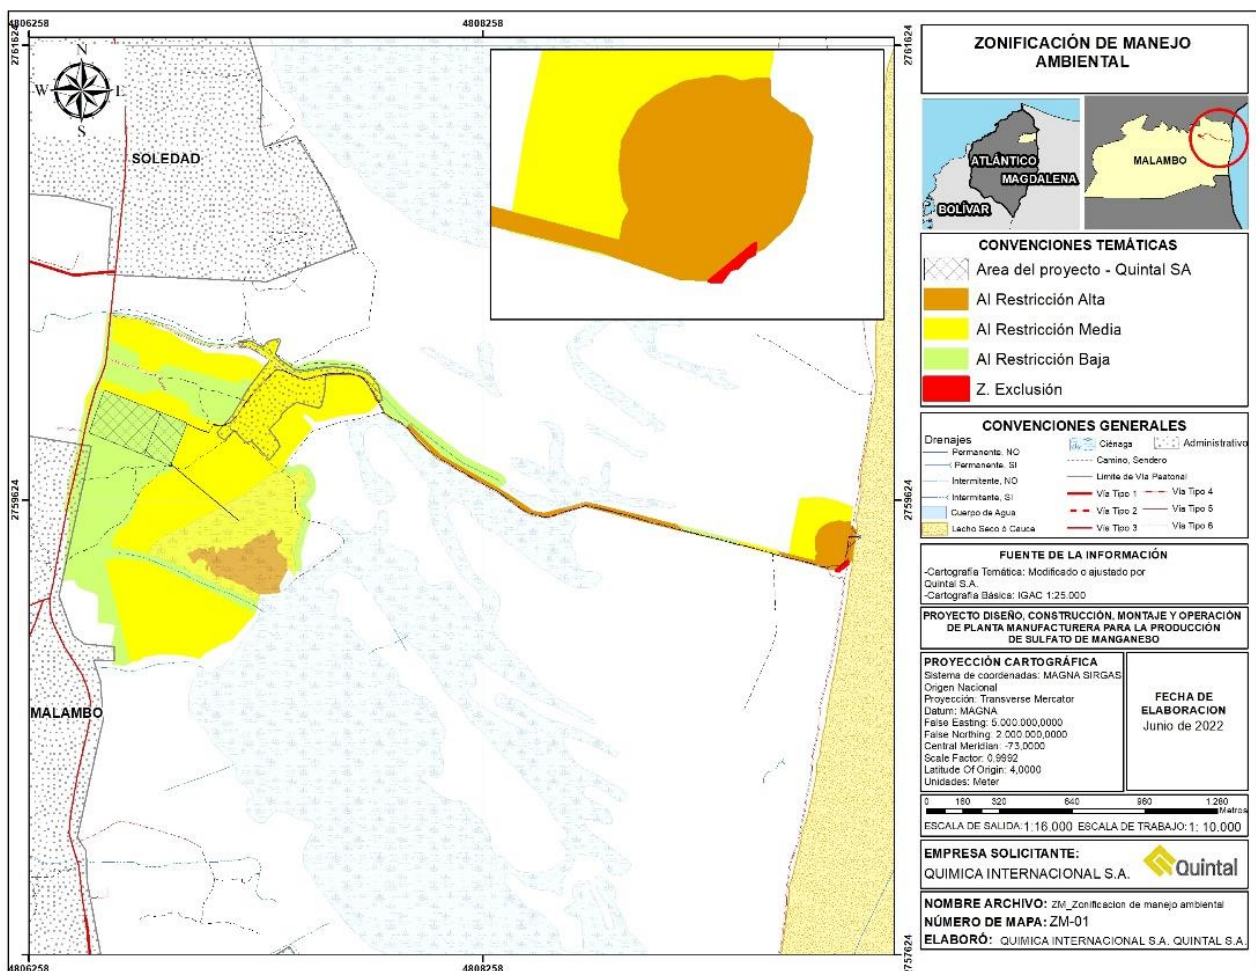 4806258
4808258
2761624
2761624
N
W
L
S
SOLEDAD
MALAMBO
2759624
2759624
2757624
4806258
4808258
ZONIFICACIÓN DE MANEJO
AMBIENTAL
ATLÁNTICO
MAGDALENA
BOLÍVAR
MALAMBO
CONVENCIONES TEMÁTICAS
Area del proyecto - Quintal SA
AI Restricción Alta
AI Restricción Media
AI Restricción Baja
Z. Exclusión
CONVENCIONES GENERALES
Drenajes
Permanente, NO
Permanente, SI
Intermitente, NO
Intermitente, SI
Cuerpo de Agua
Lecho Seco ó Cauce
Ciénaga
Administrativo
Camino, Sendero
Limite de Vía Peatonal
Vía Tipo 1
Vía Tipo 4
Vía Tipo 2
Vía Tipo 5
Vía Tipo 3
Vía Tipo 6
FUENTE DE LA INFORMACIÓN
-Cartografía Temática: Modificado o ajustado por
Quintal S.A.
-Cartografía Básica: IGAC 1:25.000
PROYECTO DISEÑO, CONSTRUCCIÓN, MONTAJE Y OPERACIÓN
DE PLANTA MANUFACTURERA PARA LA PRODUCCIÓN
DE SULFATO DE MANGANESO
PROYECCIÓN CARTOGRÁFICA
Sistema de coordenadas: MAGNA SIRGAS
Origen Nacional
Proyección: Transverse Mercator
Datum: MAGNA
False Easting: 5.000.000,0000
False Northing: 2.000.000,0000
Central Meridian: -73,0000
Scale Factor: 0,9992
Latitude Of Origin: 4,0000
Unidades: Meter
FECHA DE
ELABORACION
Junio de 2022
0 160 320 640 960 1.280
Metros
ESCALA DE SALIDA: 1:16.000 ESCALA DE TRABAJO: 1: 10.000
EMPRESA SOLICITANTE:
QUIMICA INTERNACIONAL S.A.
Quintal
NOMBRE ARCHIVO: ZM_Zonificacion de manejo ambiental
NÚMERO DE MAPA: ZM-01
ELABORÓ: QUIMICA INTERNACIONAL S.A. QUINTAL S.A.